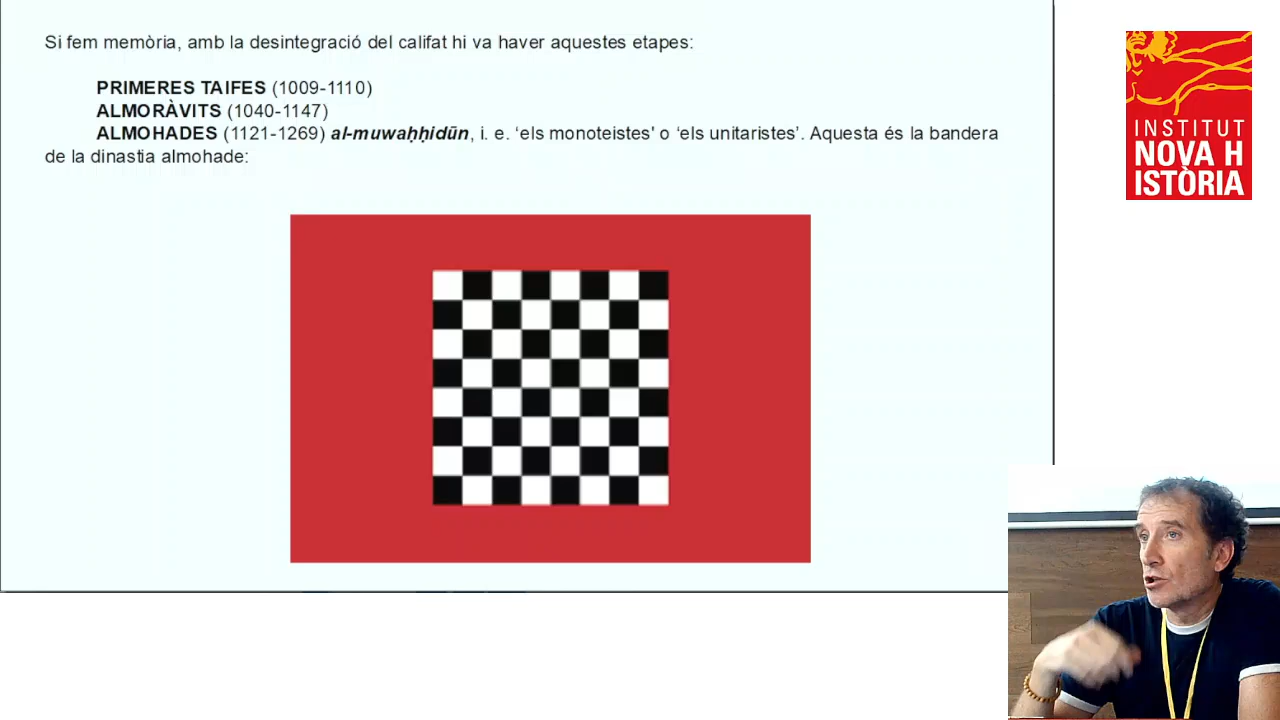 Si fem memòria, amb la desintegració del califat hi va haver aquestes etapes:
PRIMERES TAIFES (1009-1110)
ALMORÀVITS (1040-1147)
ALMOHADES (1121-1269) al-muwaḥḥidūn, i. e. ‘els monoteistes' o ‘els unitaristes’. Aquesta és la bandera
de la dinastia almohade:
INSTITUT
NOVA H
ISTÒRIA